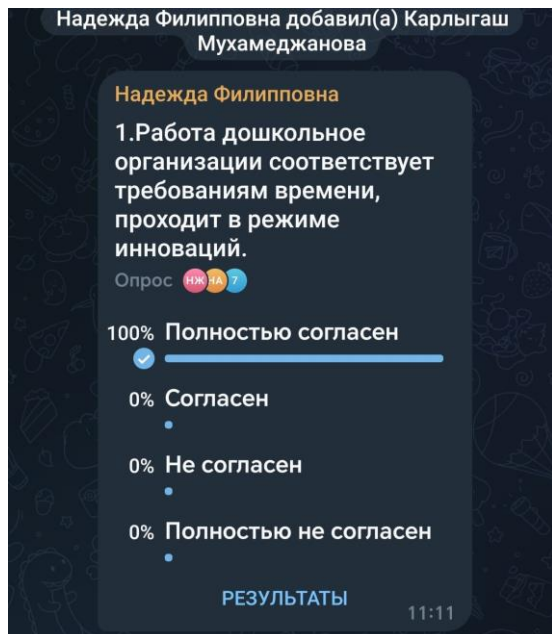 Надежда Филипповна добавил(а) Карлыгаш
Мухамеджанова
Надежда Филипповна
1.Работа дошкольное
организации соответствует
требованиям времени,
проходит в режиме
инноваций.
Опрос НЖ НА 7
100% Полностью согласен
0% Согласен
0% Не согласен
0% Полностью не согласен
РЕЗУЛЬТАТЫ
11:11